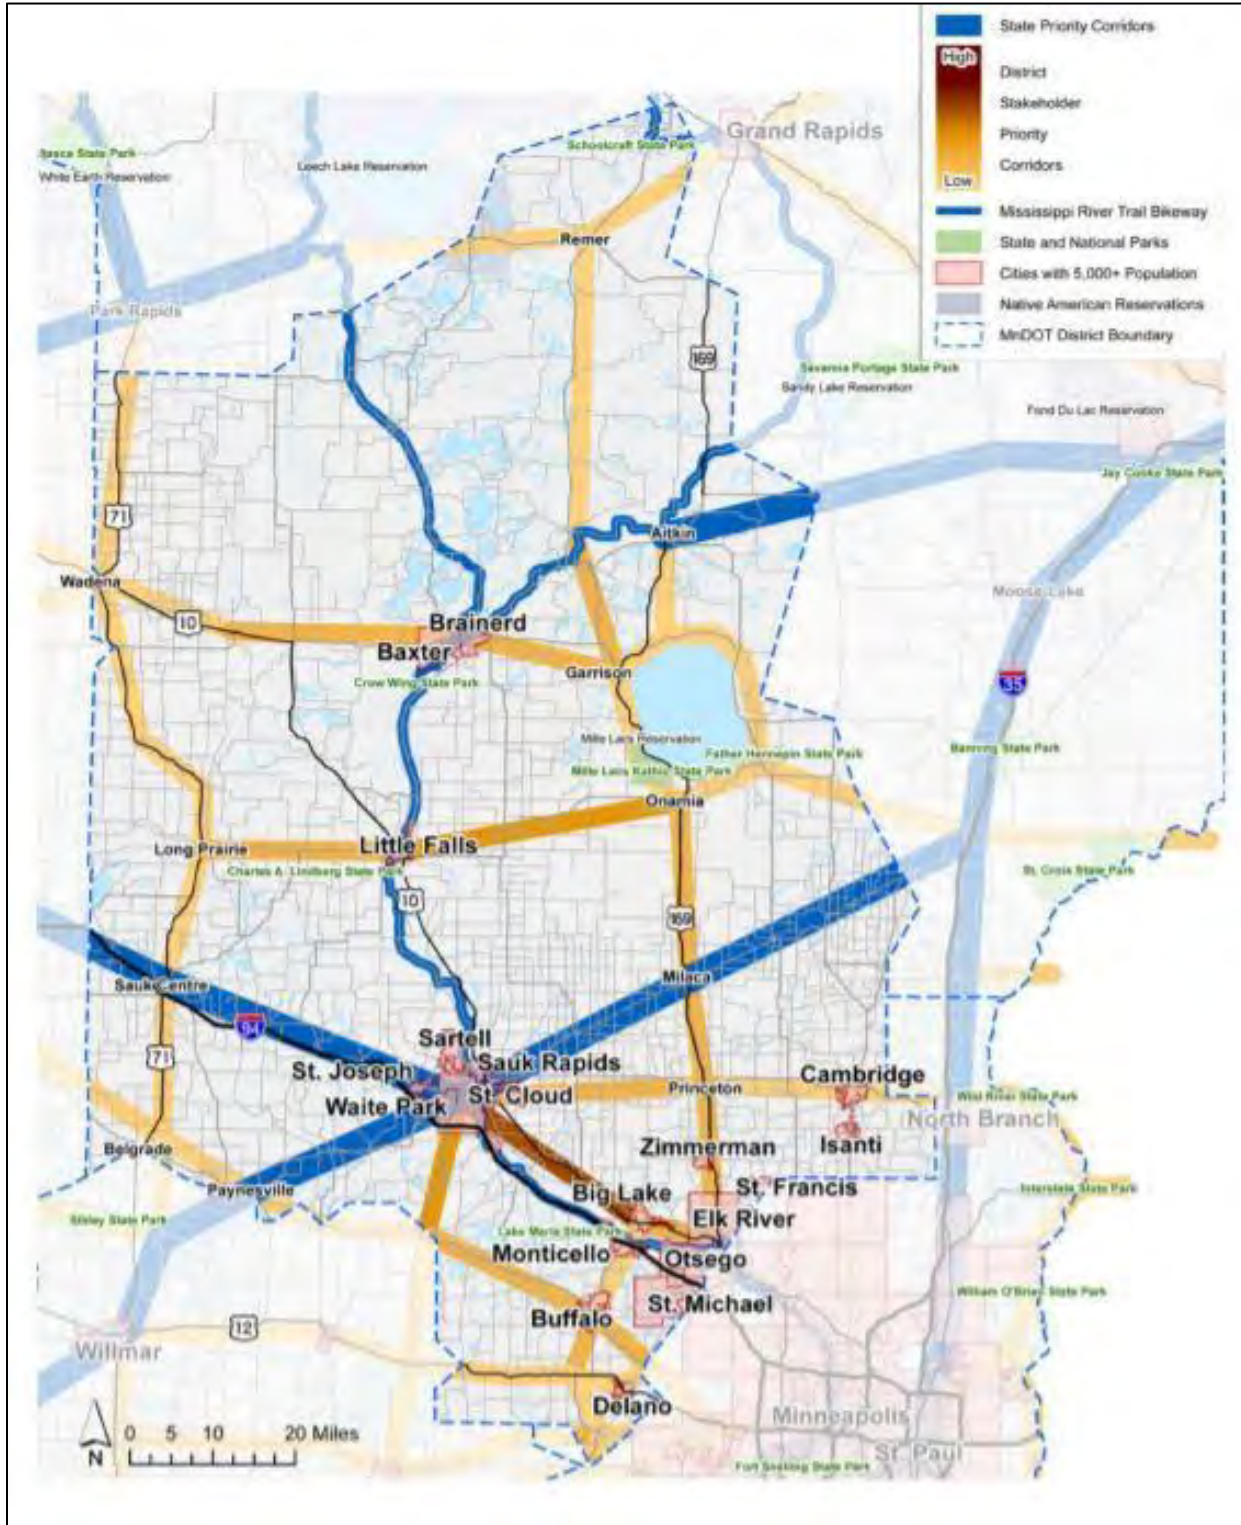 State Priority Corridors
High
District
Stakeholder
Priority
Corridors
Low
Mississippi River Trail Bikeway
State and National Parks
Cities with 5,000+ Population
Native American Reservations
MnDOT District Boundary
Grand Rapids
Schoolcraft State Park
Itasca State Park
White Earth Reservation
Leech Lake Reservation
Remer
Park Rapids
169
Savanna Portage State Park
Sandy Lake Reservation
Fond Du Lac Reservation
Jay Cooke State Park
71
Aitkin
Wadena
Moose Lake
10
Brainerd
Baxter
Garrison
Crow Wing State Park
35
Mille Lacs Reservation
Father Hennepin State Park
Banning State Park
Mille Lacs Kathio State Park
Onamia
Long Prairie
Little Falls
Charles A. Lindberg State Park
St. Croix State Park
10
169
Milaca
Sauk Centre
94
71
Sartell
Sauk Rapids
St. Joseph
St. Cloud
Waite Park
Princeton
Cambridge
Wild River State Park
North Branch
Isanti
Zimmerman
Belgrade
Paynesville
Big Lake
St. Francis
Interstate State Park
Sibley State Park
Elk River
Lake Maria State Park
Monticello
Otsego
William O'Brien State Park
St. Michael
Buffalo
12
Willmar
Delano
Minneapolis
St. Paul
Fort Snelling State Park
N
0 5 10 20 Miles